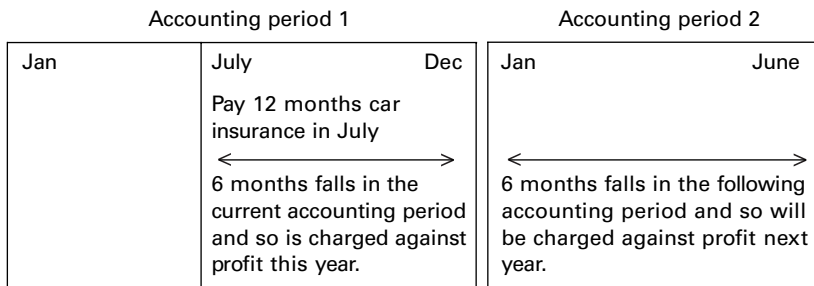 Accounting period 1
Accounting period 2
Jan
July Dec
Pay 12 months car
insurance in July
6 months falls in the
current accounting period
and so is charged against
profit this year.
Jan June
6 months falls in the following
accounting period and so will
be charged against profit next
year.